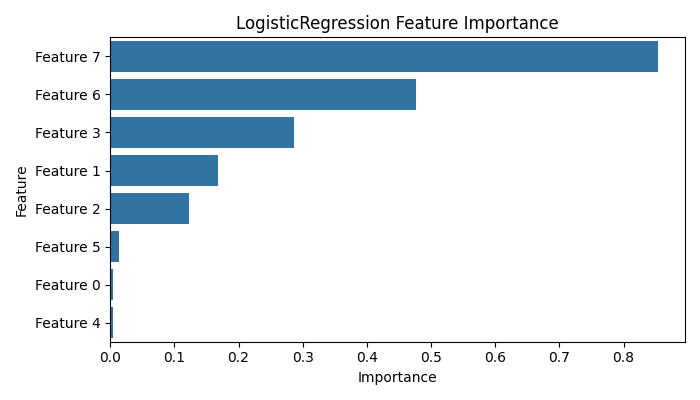 LogisticRegression Feature Importance
Feature
Feature 7
Feature 6
Feature 3
Feature 1
Feature 2
Feature 5
Feature 0
Feature 4
0.0 0.1 0.2 0.3 0.4 0.5 0.6 0.7 0.8
Importance